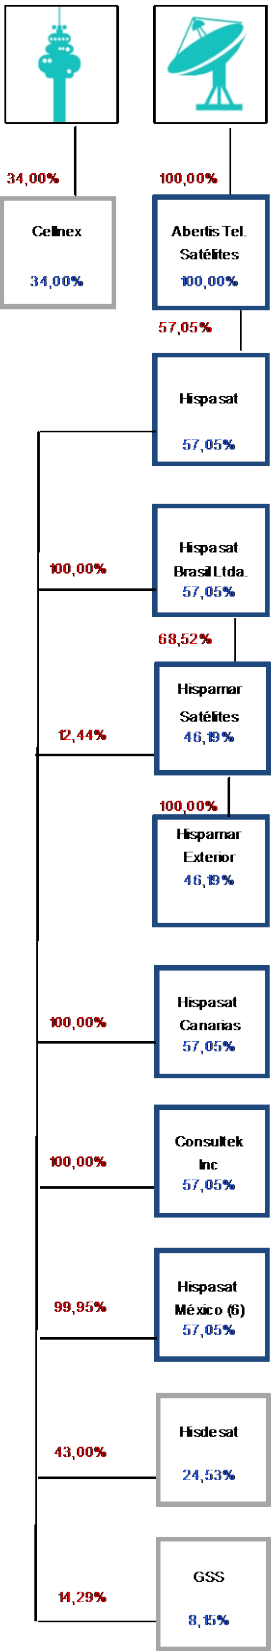 34,00%
100,00%
Cellnex
34,00%
Abertis Tel.
Satélites
100,00%
57,05%
Hispasat
57,05%
100,00%
Hispasat
Brasil Ltda.
57,05%
68,52%
12,44%
Hispamar
Satélites
46,19%
100,00%
Hispamar
Exterior
46,19%
100,00%
Hispasat
Canarias
57,05%
100,00%
Consultek
Inc
57,05%
99,95%
Hispasat
México (6)
57,05%
43,00%
Hisdesat
24,53%
14,29%
GSS
8,15%